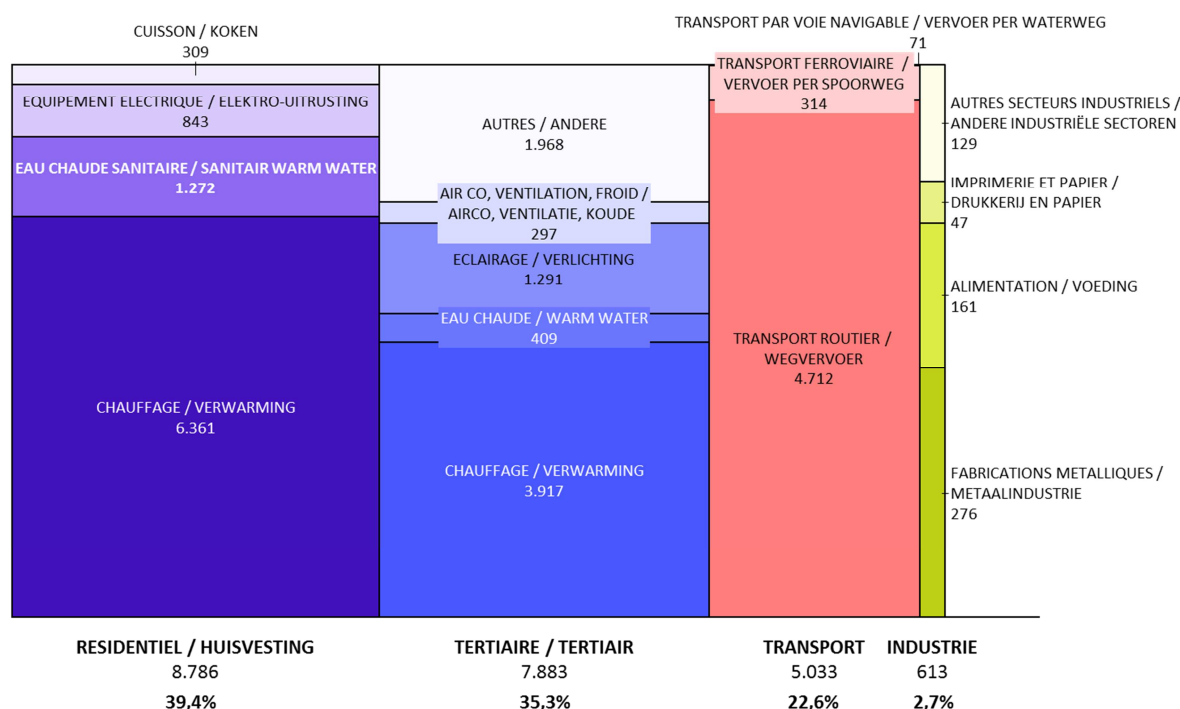 CUISSON / KOKEN
309
EQUIPEMENT ELECTRIQUE / ELEKTRO-UITRUSTING
843
EAU CHAUDE SANITAIRE / SANITAIR WARM WATER
1.272
CHAUFFAGE / VERWARMING
6.361
AUTRES / ANDERE
1.968
AIR CO, VENTILATION, FROID /
AIRCO, VENTILATIE, KOUDE
297
ECLAIRAGE / VERLICHTING
1.291
EAU CHAUDE / WARM WATER
409
CHAUFFAGE / VERWARMING
3.917
TRANSPORT PAR VOIE NAVIGABLE / VERVOER PER WATERWEG
71
TRANSPORT FERROVIAIRE /
VERVOER PER SPOORWEG
314
TRANSPORT ROUTIER /
WEGVERVOER
4.712
AUTRES SECTEURS INDUSTRIELS /
ANDERE INDUSTRIËLE SECTOREN
129
IMPRIMERIE ET PAPIER /
DRUKKERIJ EN PAPIER
47
ALIMENTATION / VOEDING
161
FABRICATIONS METALLIQUES /
METAALINDUSTRIE
276
RESIDENTIEL / HUISVESTING
8.786
39,4%
TERTIAIRE / TERTIAIR
7.883
35,3%
TRANSPORT
5.033
22,6%
INDUSTRIE
613
2,7%